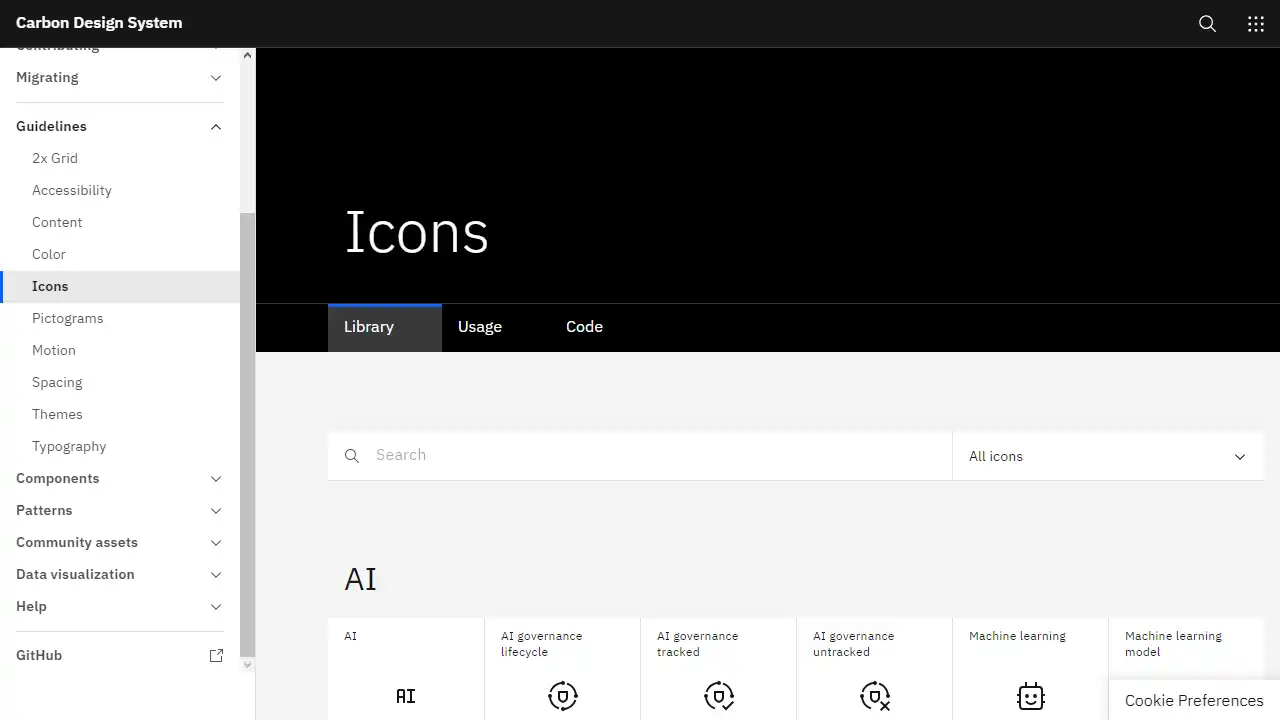 Carbon Design System
Contributing
Migrating
Guidelines
2x Grid
Accessibility
Content
Color
Icons
Pictograms
Motion
Spacing
Themes
Typography
Components
Patterns
Community assets
Data visualization
Help
GitHub
Icons
Library
Usage
Code
Search
All icons
AI
AI
AI governance
lifecycle
AI governance
tracked
AI governance
untracked
Machine learning
Machine learning
model
AI
Cookie Preferences